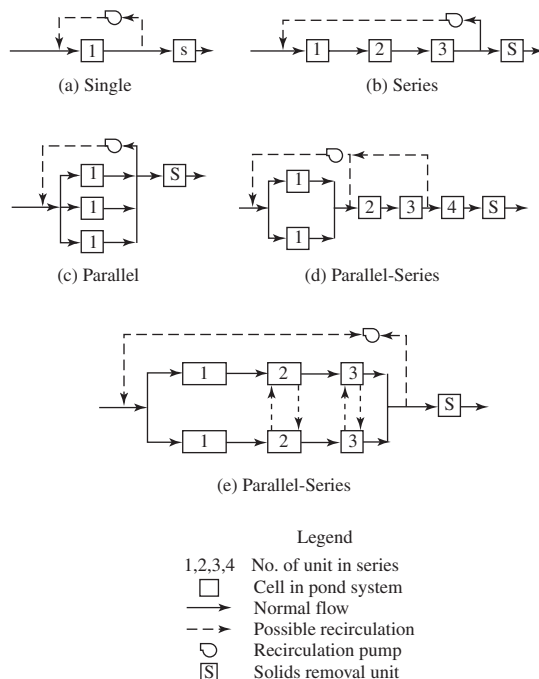 1
s
(a) Single
1
2
3
S
(b) Series
1
1
1
S
(c) Parallel
1
1
2
3
4
S
(d) Parallel-Series
1
2
3
1
2
3
S
(e) Parallel-Series
Legend
1,2,3,4 No. of unit in series
Cell in pond system
Normal flow
Possible recirculation
Recirculation pump
S Solids removal unit